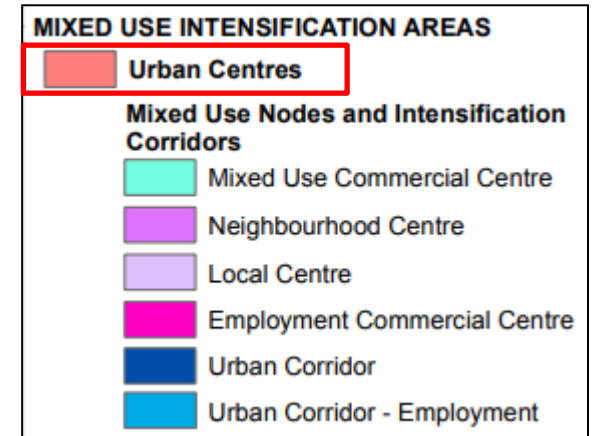 MIXED USE INTENSIFICATION AREAS
Urban Centres
Mixed Use Nodes and Intensification
Corridors
Mixed Use Commercial Centre
Neighbourhood Centre
Local Centre
Employment Commercial Centre
Urban Corridor
Urban Corridor - Employment